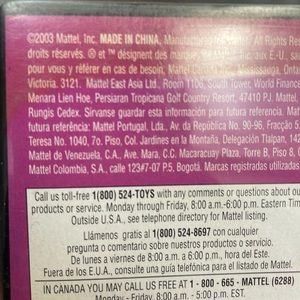 ©2003 Mattel, Inc. MADE IN CHINA, Manufactured for Mattel. All Rights
droits réservés. ® et ™ désignent des marques
pour vous y référer en cas de besoin, Mattel Canada Inc., Mississauga, Ontario
Victoria. 3121. Mattel East Asia Ltd., Room 1106, South Tower, World Finance
Menara Lien Hoe, Persiaran Tropicana Golf Country Resort, 47410 PJ. Mattel
Rungis Cedex. Sírvanse guardar esta información para futura referencia.
futura referência: Mattel Portugal, Lda., Av. da República No. 90-96, Fracção
Teresa No. 1040, 7o. Piso, Col. Jardines en la Montaña, Delegación Tlalpan, 142
Mattel de Venezuela, C.A., Ave. Mara, C.C. Macaracuay Plaza, Torre B, Piso 8,
Mattel Colombia, S.A., calle 123#7-07 P.5, Bogotá. Marcas registradas utilizadas
Call us toll-free 1(800) 524-TOYS with any comments or questions about our
products or service. Monday through Friday, 8:00 a.m.-6:00 p.m. Eastern Time
Outside U.S.A., see telephone directory for Mattel listing.
Llámenos gratis al 1(800) 524-8697 con cualquier
pregunta o comentario sobre nuestros productos o servicio.
De lunes a viernes de 8:00 a.m. a 6:00 p.m., hora del Este.
Fuera de los E.U.A., consulte una guía telefónica para el listado de Mattel.
IN CANADA YOU MAY CALL US FREE AT 1 - 800 - 665 - MATTEL (6288)
Monday - Friday, 8:00 a.m. - 5:00 p.m. EST